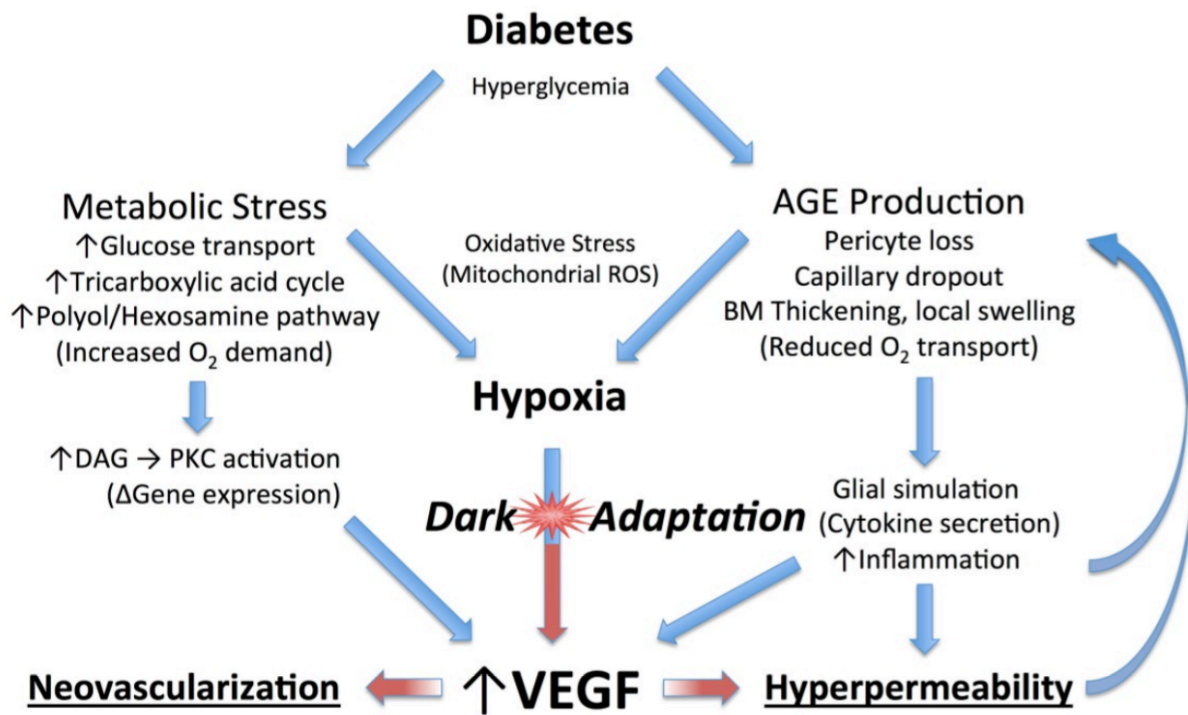 Diabetes
Hyperglycemia
Metabolic Stress
↑Glucose transport
↑Tricarboxylic acid cycle
↑Polyol/Hexosamine pathway
(Increased O₂ demand)
Oxidative Stress
(Mitochondrial ROS)
AGE Production
Pericyte loss
Capillary dropout
BM Thickening, local swelling
(Reduced O₂ transport)
Hypoxia
↑DAG → PKC activation
(ΔGene expression)
Dark Adaptation
Glial simulation
(Cytokine secretion)
↑Inflammation
Neovascularization
↑VEGF
Hyperpermeability